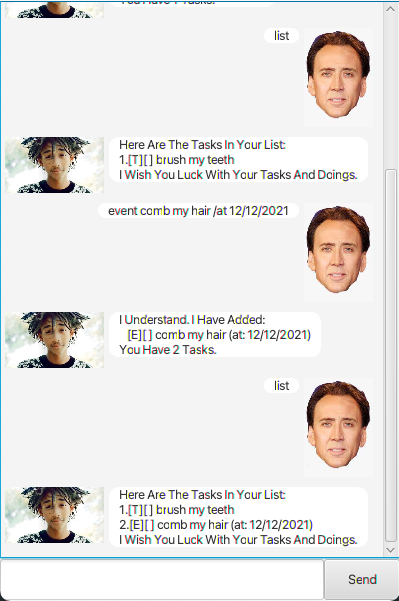 You Have 1 Tasks.
list
Here Are The Tasks In Your List:
1.[T][ ] brush my teeth
I Wish You Luck With Your Tasks And Doings.
event comb my hair /at 12/12/2021
I Understand. I Have Added:
[E][ ] comb my hair (at: 12/12/2021)
You Have 2 Tasks.
list
Here Are The Tasks In Your List:
1.[T][ ] brush my teeth
2.[E][ ] comb my hair (at: 12/12/2021)
I Wish You Luck With Your Tasks And Doings.
Send